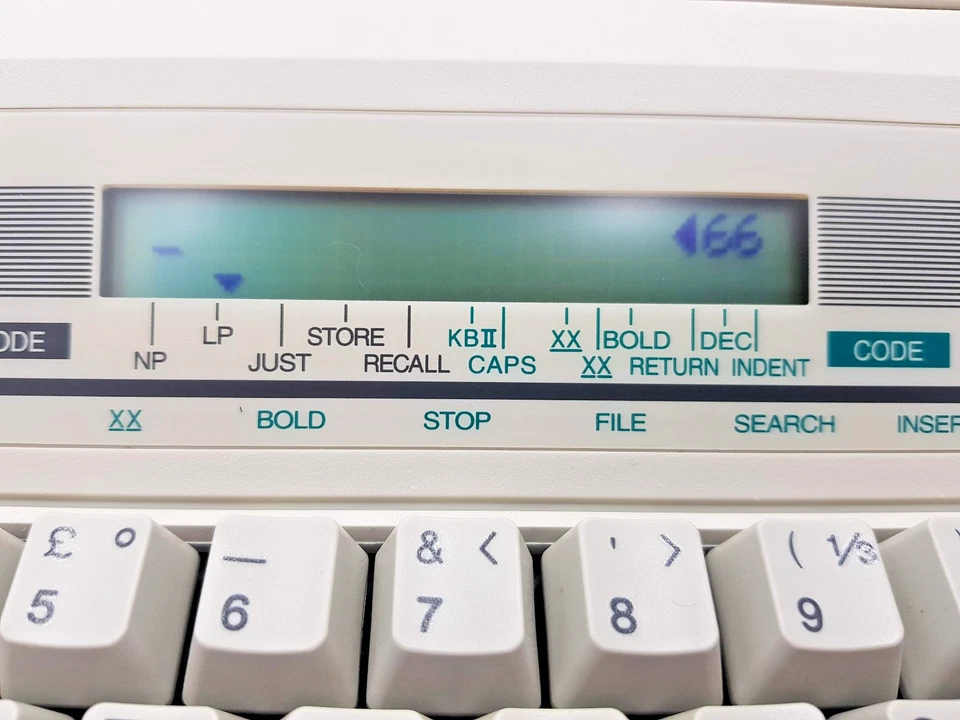 ◀66
LP STORE KBⅡ XX BOLD DEC
ODE NP JUST RECALL CAPS XX RETURN INDENT CODE
XX BOLD STOP FILE SEARCH INSER
£ ° _ & < ' > ( ⅓
5 6 7 8 9